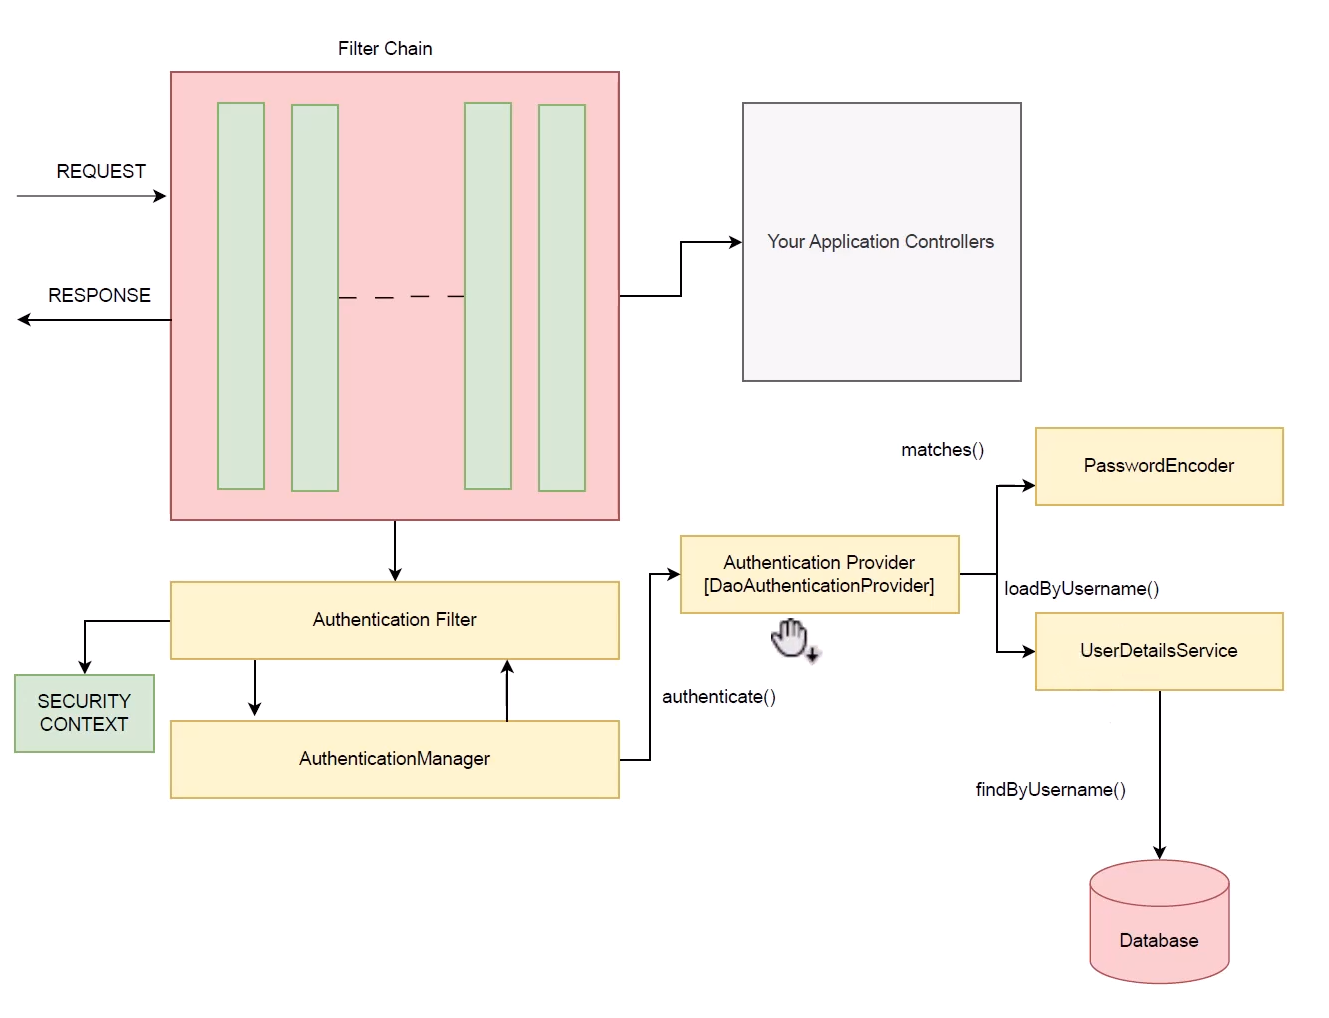 Filter Chain
REQUEST
RESPONSE
Your Application Controllers
matches()
PasswordEncoder
Authentication Provider
[DaoAuthenticationProvider]
loadByUsername()
Authentication Filter
UserDetailsService
SECURITY
CONTEXT
authenticate()
AuthenticationManager
findByUsername()
Database